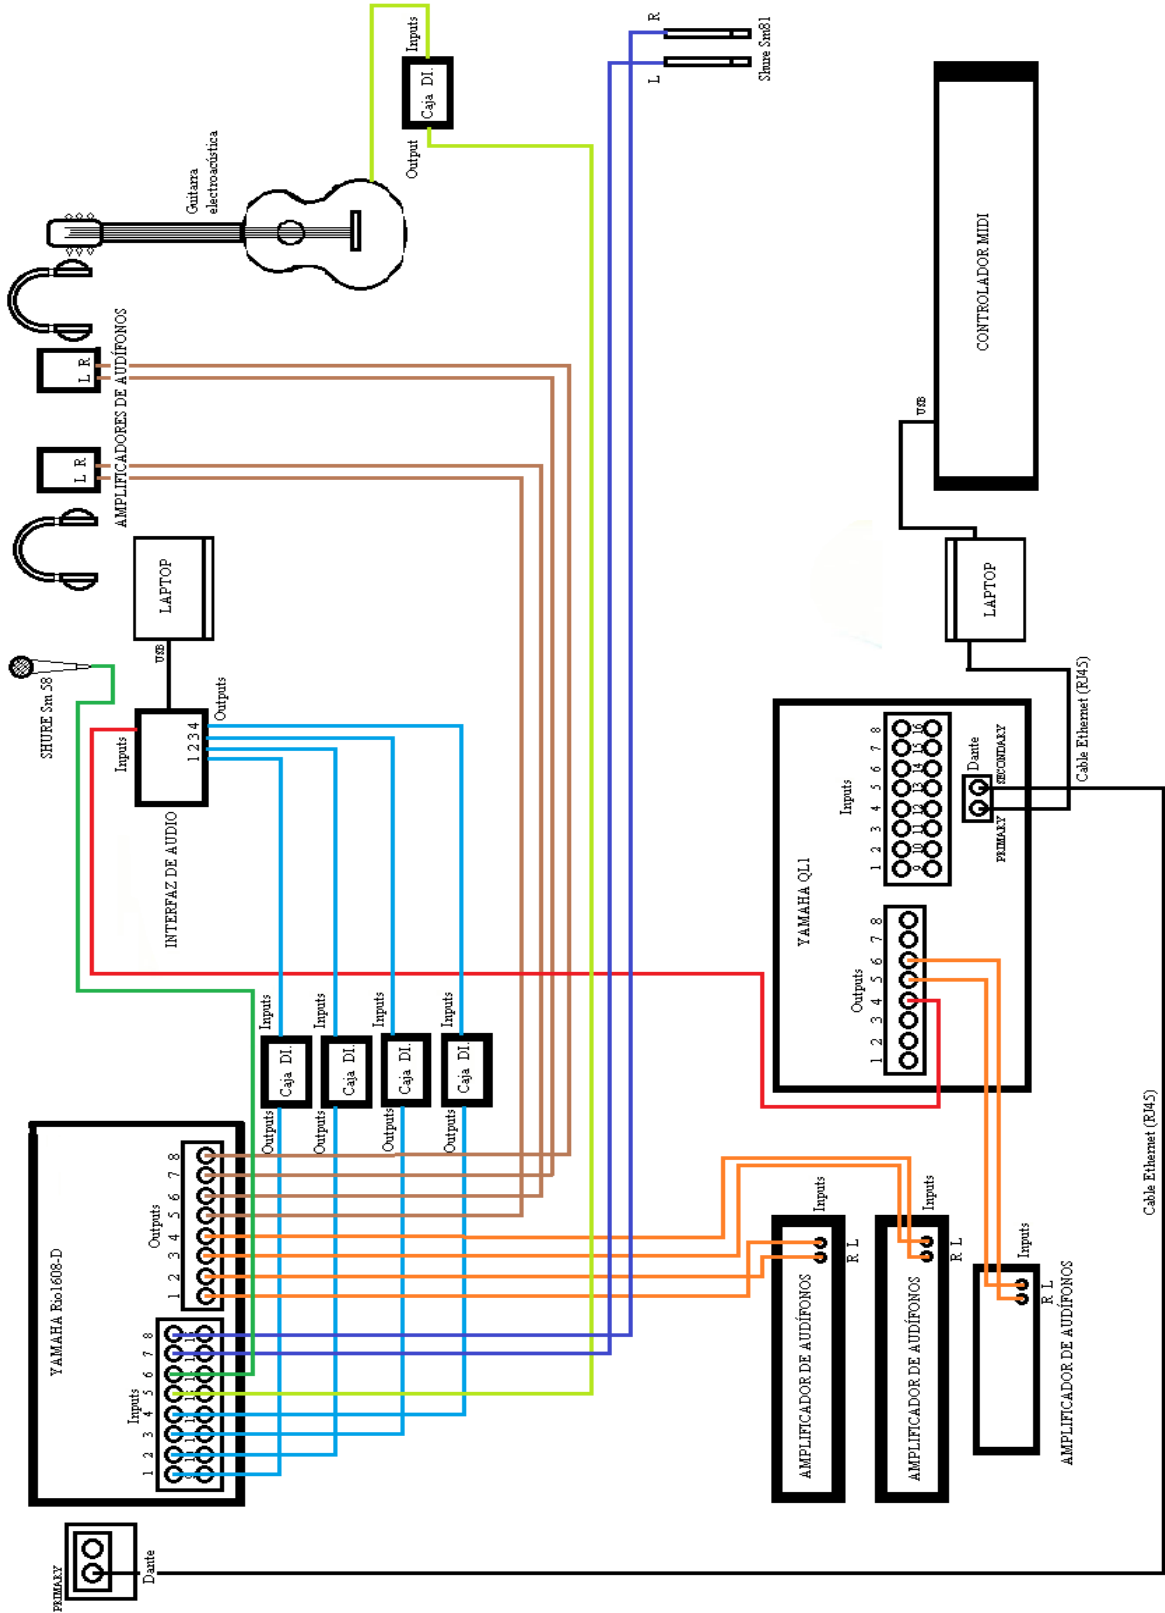 PRIMARY
Dante
YAMAHA Rio1608-D
Inputs
1 2 3 4 5 6 7 8
Outputs
1 2 3 4 5 6 7 8
SHURE Sm 58
INTERFAZ DE AUDIO
Inputs
1 2 3 4
Outputs
USB
LAPTOP
L R
L R
AMPLIFICADORES DE AUDÍFONOS
Guitarra
electroacústica
Outputs
Caja DI.
Inputs
Outputs
Caja DI.
Inputs
Outputs
Caja DI.
Inputs
Outputs
Caja DI.
Inputs
Output
Caja DI.
Inputs
L
R
Shure Sm81
AMPLIFICADOR DE AUDÍFONOS
Inputs
R L
AMPLIFICADOR DE AUDÍFONOS
Inputs
R L
AMPLIFICADOR DE AUDÍFONOS
Inputs
R L
YAMAHA QL1
Outputs
1 2 3 4 5 6 7 8
Inputs
1 2 3 4 5 6 7 8
9 10 11 12 13 14 15 16
Dante
PRIMARY
SECONDARY
Cable Ethernet (RJ45)
LAPTOP
USB
CONTROLADOR MIDI
Cable Ethernet (RJ45)